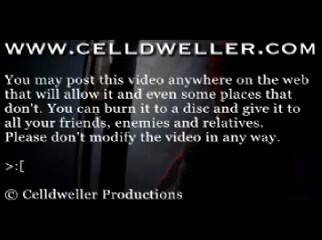 WWW.CELLDWELLER.COM
You may post this video anywhere on the web
that will allow it and even some places that
don't. You can burn it to a disc and give it to
all your friends, enemies and relatives.
Please don't modify the video in any way.
>:[
© Celldweller Productions